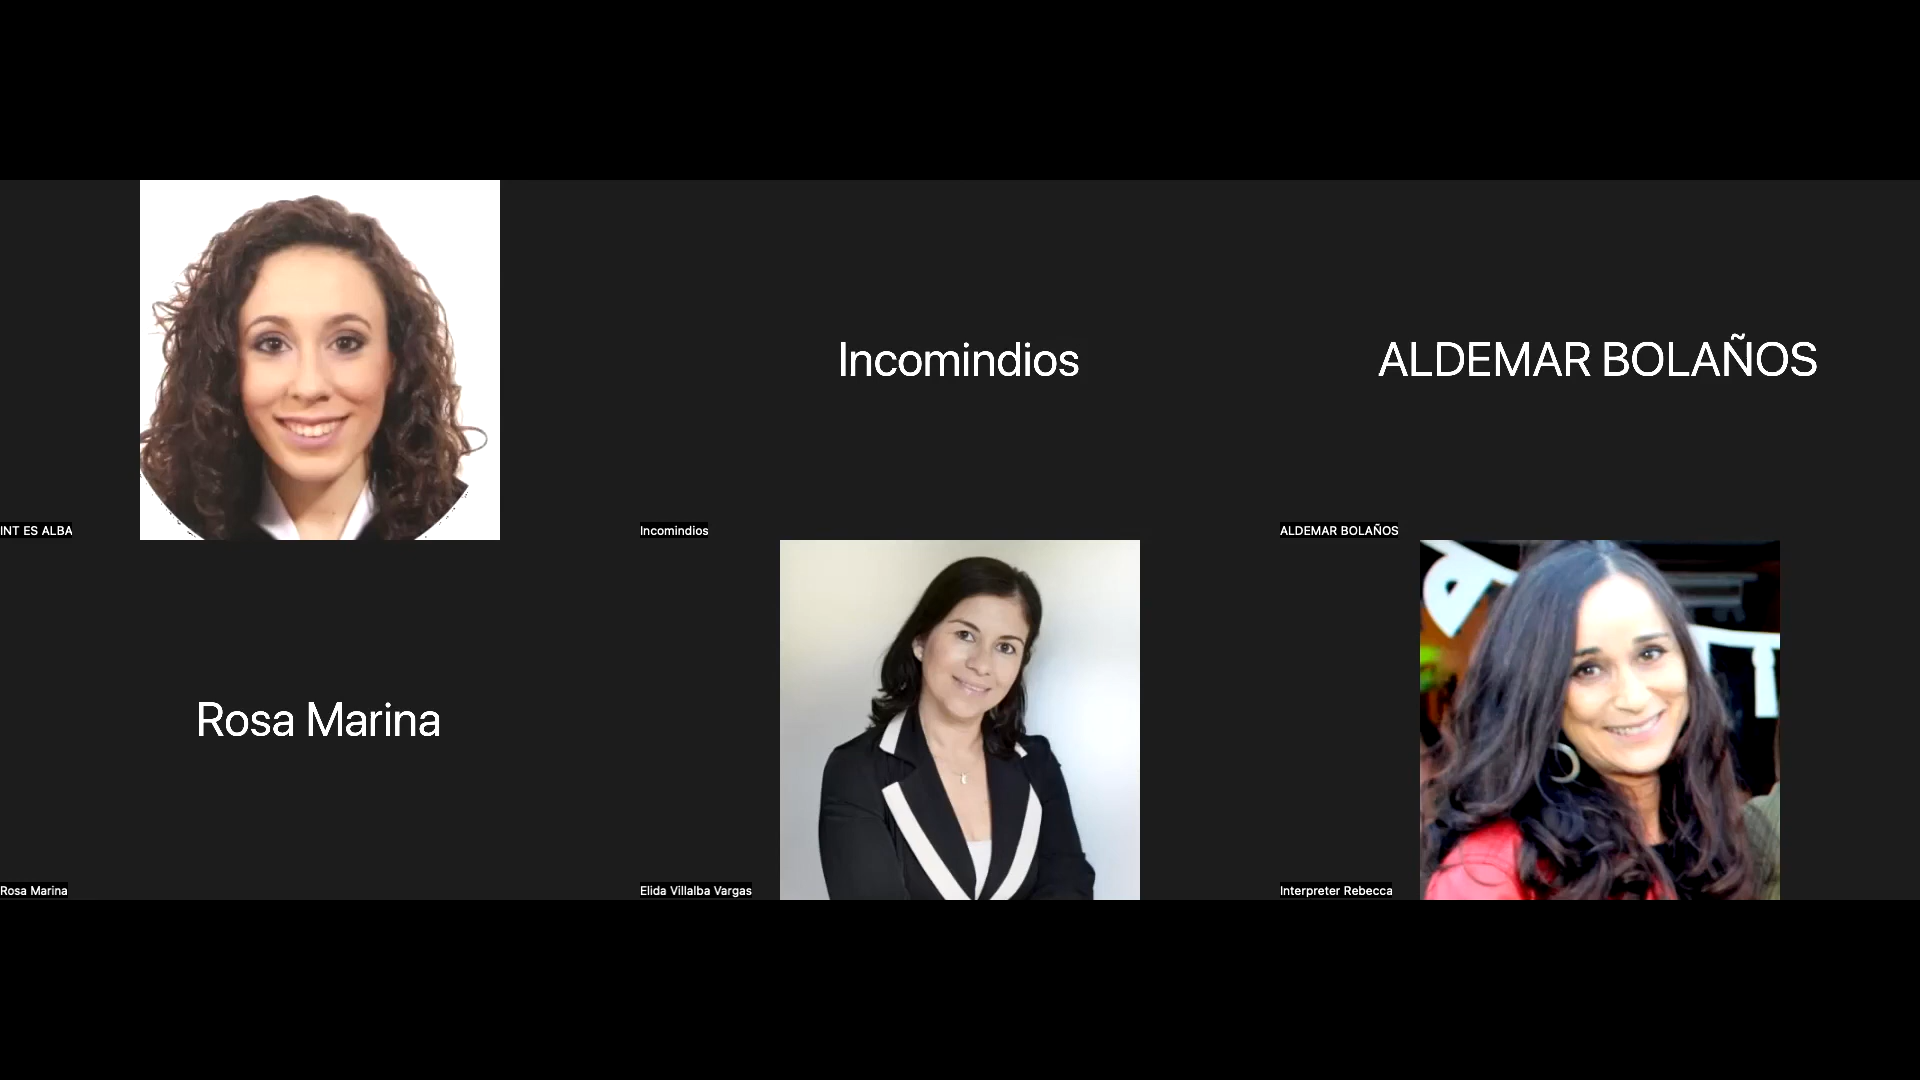 Incomindios
ALDEMAR BOLAÑOS
INT ES ALBA
Incomindios
ALDEMAR BOLAÑOS
Rosa Marina
Rosa Marina
Elida Villalba Vargas
Interpreter Rebecca